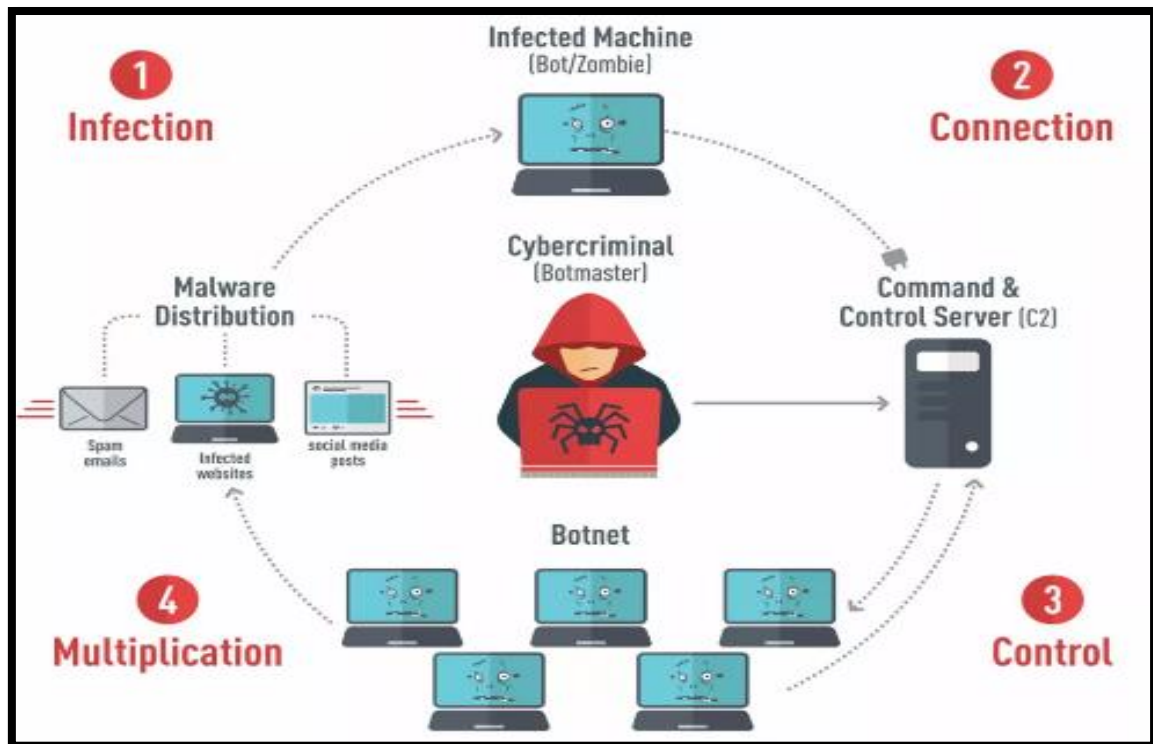 Infected Machine
(Bot/Zombie)
1
Infection
2
Connection
Cybercriminal
(Botmaster)
Malware
Distribution
Command &
Control Server (C2)
Spam
emails
Infected
websites
social media
posts
Botnet
4
Multiplication
3
Control